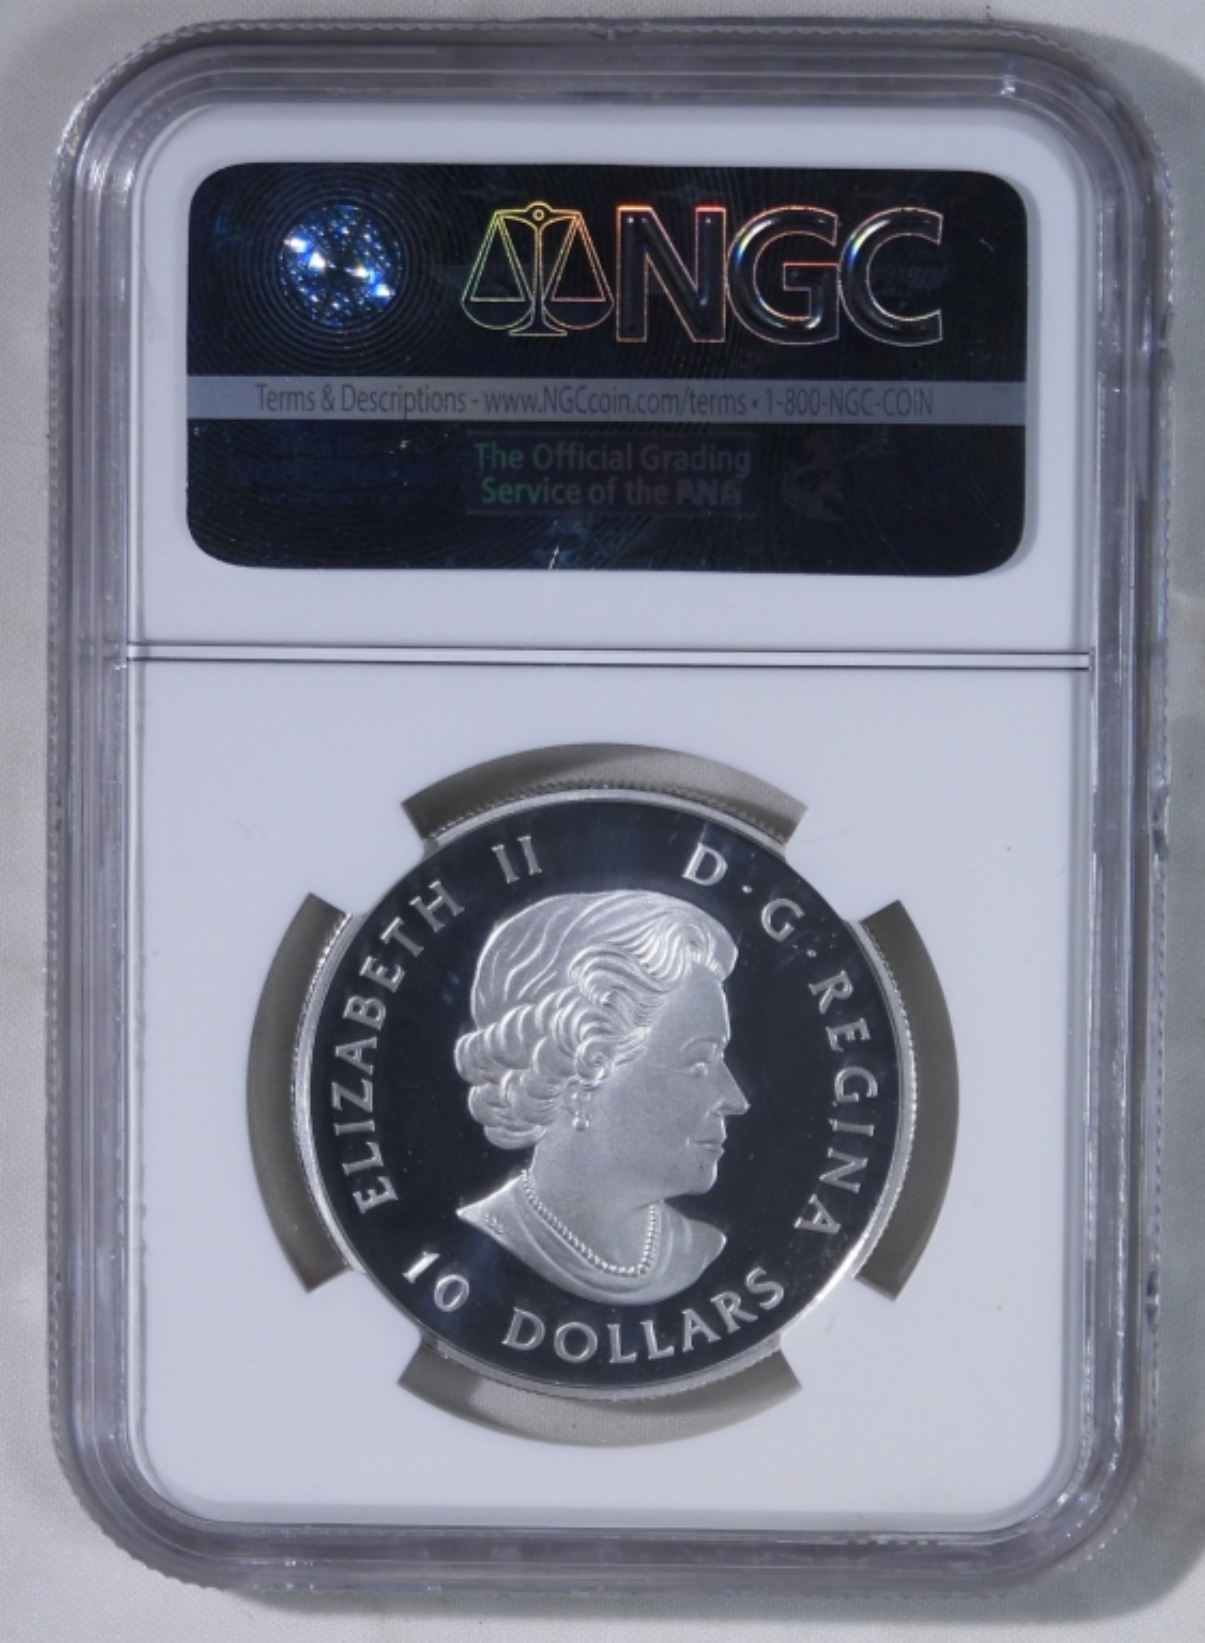 NGC
Terms & Descriptions - www.NGCcoin.com/terms • 1-800-NGC-COIN
The Official Grading
Service of the ANA
ELIZABETH II D·G·REGINA
10 DOLLARS